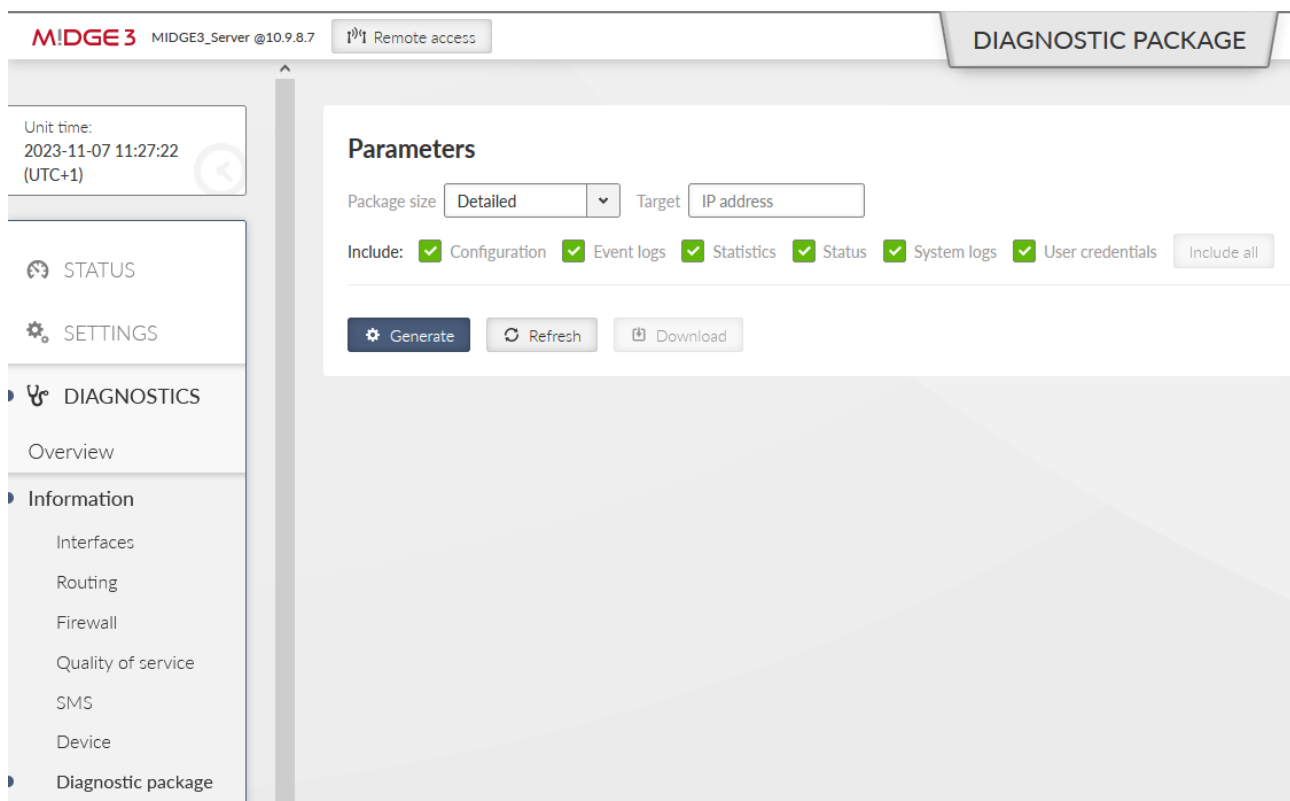 M!DGE 3 MIDGE3_Server @10.9.8.7 Remote access
DIAGNOSTIC PACKAGE
Unit time:
2023-11-07 11:27:22
(UTC+1)
STATUS
SETTINGS
DIAGNOSTICS
Overview
Information
Interfaces
Routing
Firewall
Quality of service
SMS
Device
Diagnostic package
Parameters
Package size Detailed Target IP address
Include: Configuration Event logs Statistics Status System logs User credentials Include all
Generate Refresh Download